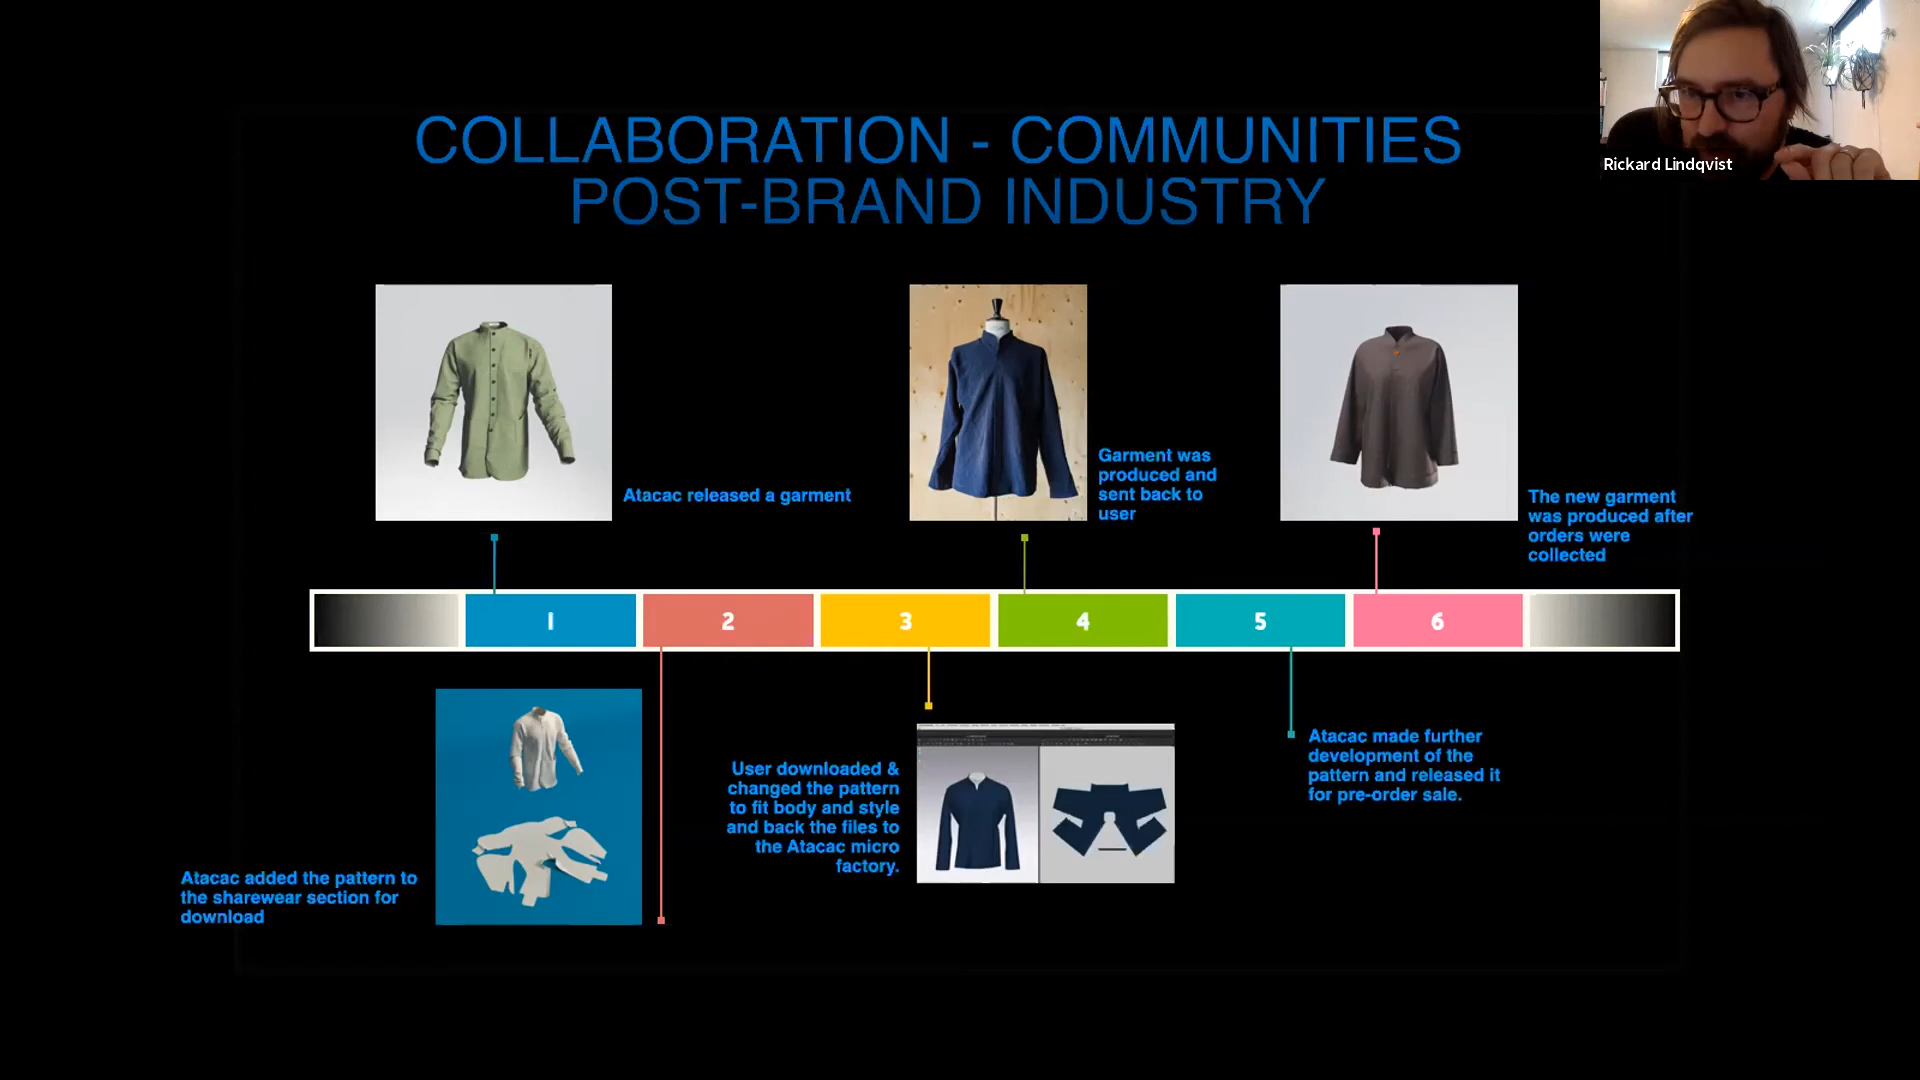 COLLABORATION - COMMUNITIES
POST-BRAND INDUSTRY
Rickard Lindqvist
Atacac released a garment
Garment was
produced and
sent back to
user
The new garment
was produced after
orders were
collected
1
2
3
4
5
6
Atacac added the pattern to
the sharewear section for
download
User downloaded &
changed the pattern
to fit body and style
and back the files to
the Atacac micro
factory.
Atacac made further
development of the
pattern and released it
for pre-order sale.